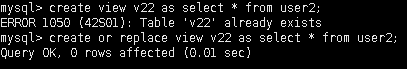 mysql> create view v22 as select * from user2;
ERROR 1050 (42S01): Table 'v22' already exists
mysql> create or replace view v22 as select * from user2;
Query OK, 0 rows affected (0.01 sec)